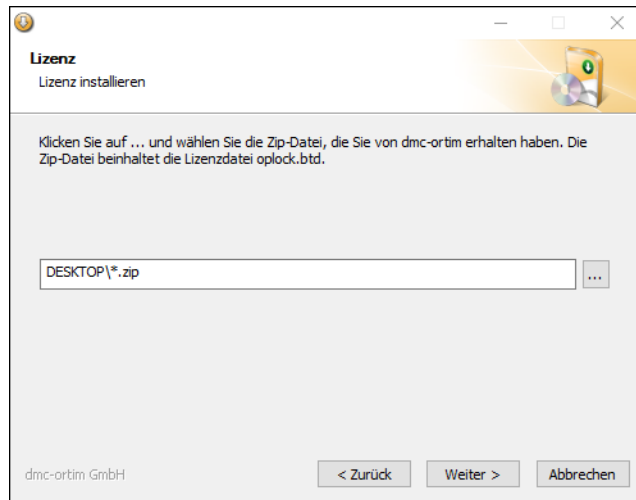 Lizenz
Lizenz installieren
Klicken Sie auf ... und wählen Sie die Zip-Datei, die Sie von dmc-ortim erhalten haben. Die
Zip-Datei beinhaltet die Lizenzdatei oplock.btd.
DESKTOP\*.zip
...
dmc-ortim GmbH
< Zurück
Weiter >
Abbrechen